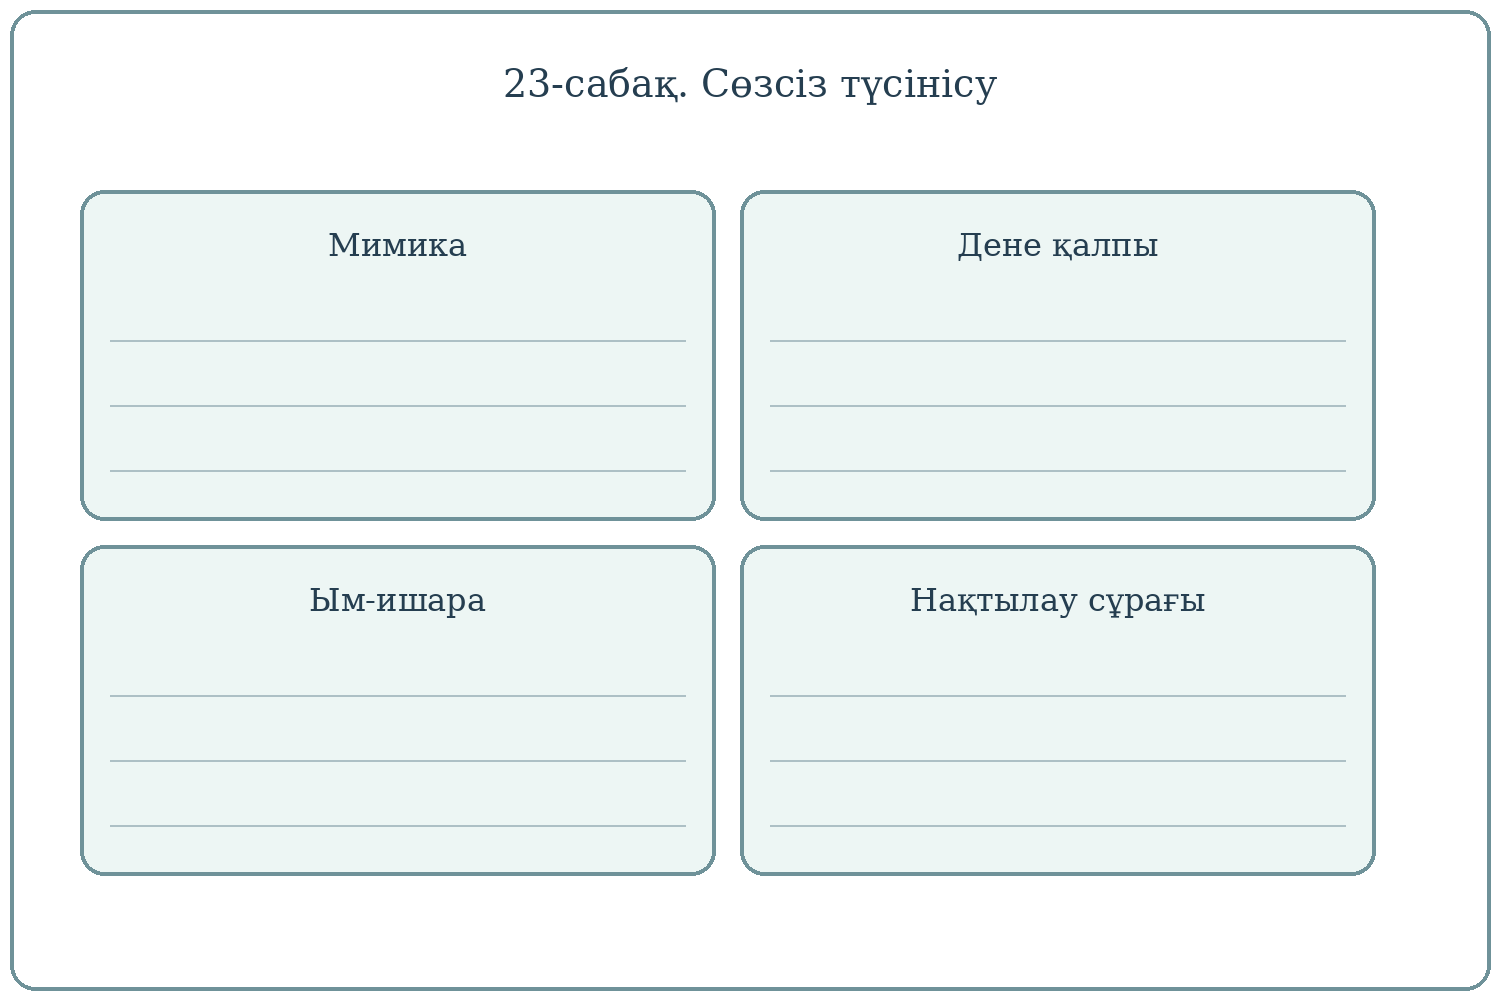 23-сабақ. Сөзсіз түсінісу
Мимика
Дене қалпы
Ым-ишара
Нақтылау сұрағы